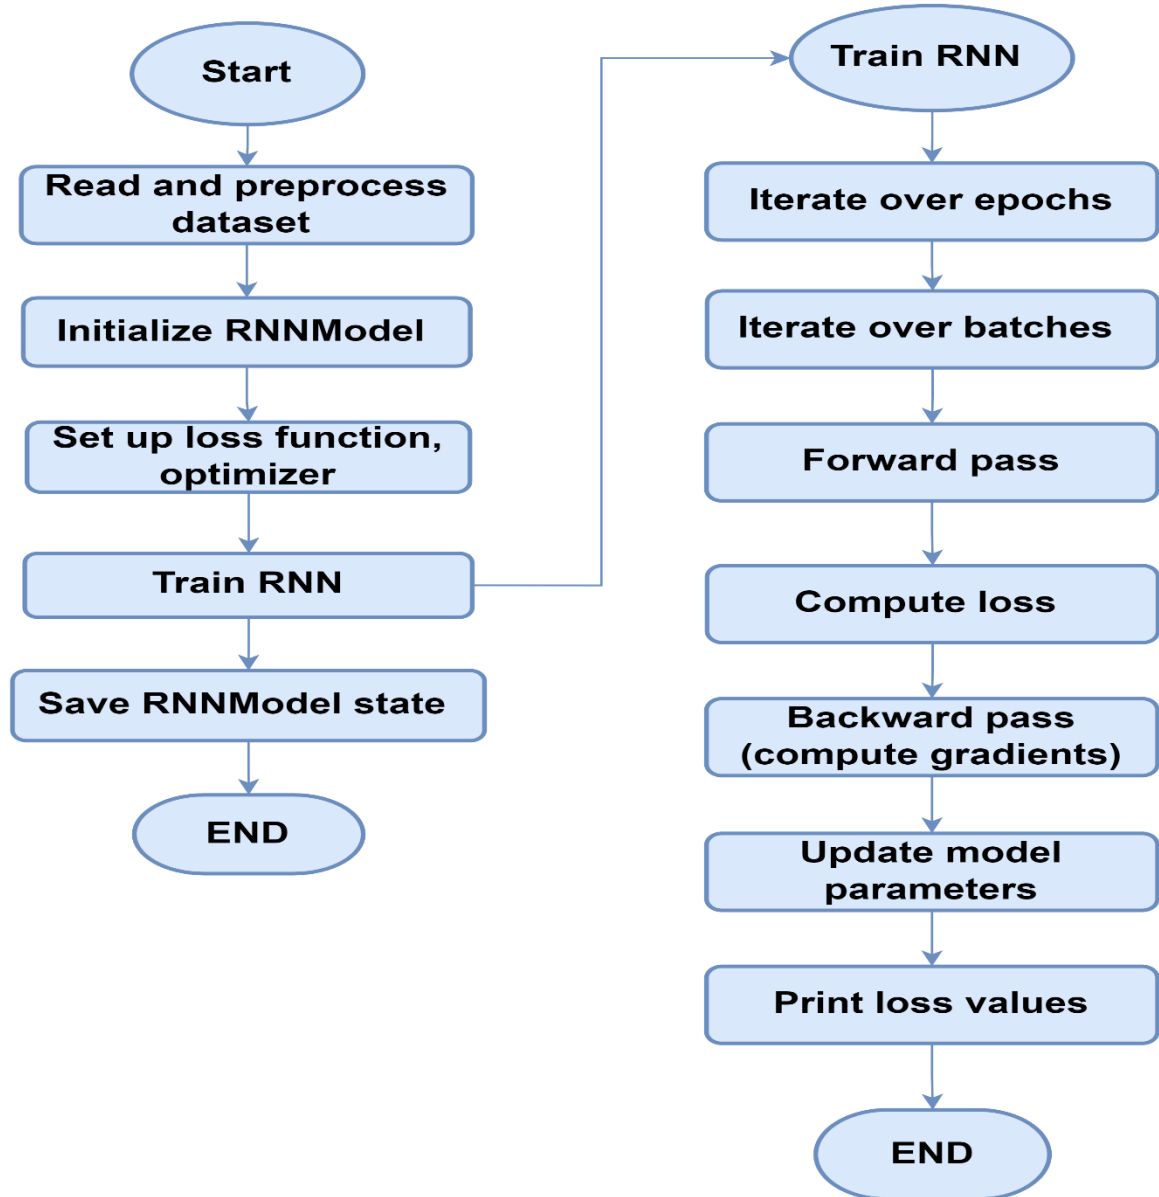 Start
Read and preprocess
dataset
Initialize RNNModel
Set up loss function,
optimizer
Train RNN
Save RNNModel state
END
Train RNN
Iterate over epochs
Iterate over batches
Forward pass
Compute loss
Backward pass
(compute gradients)
Update model
parameters
Print loss values
END